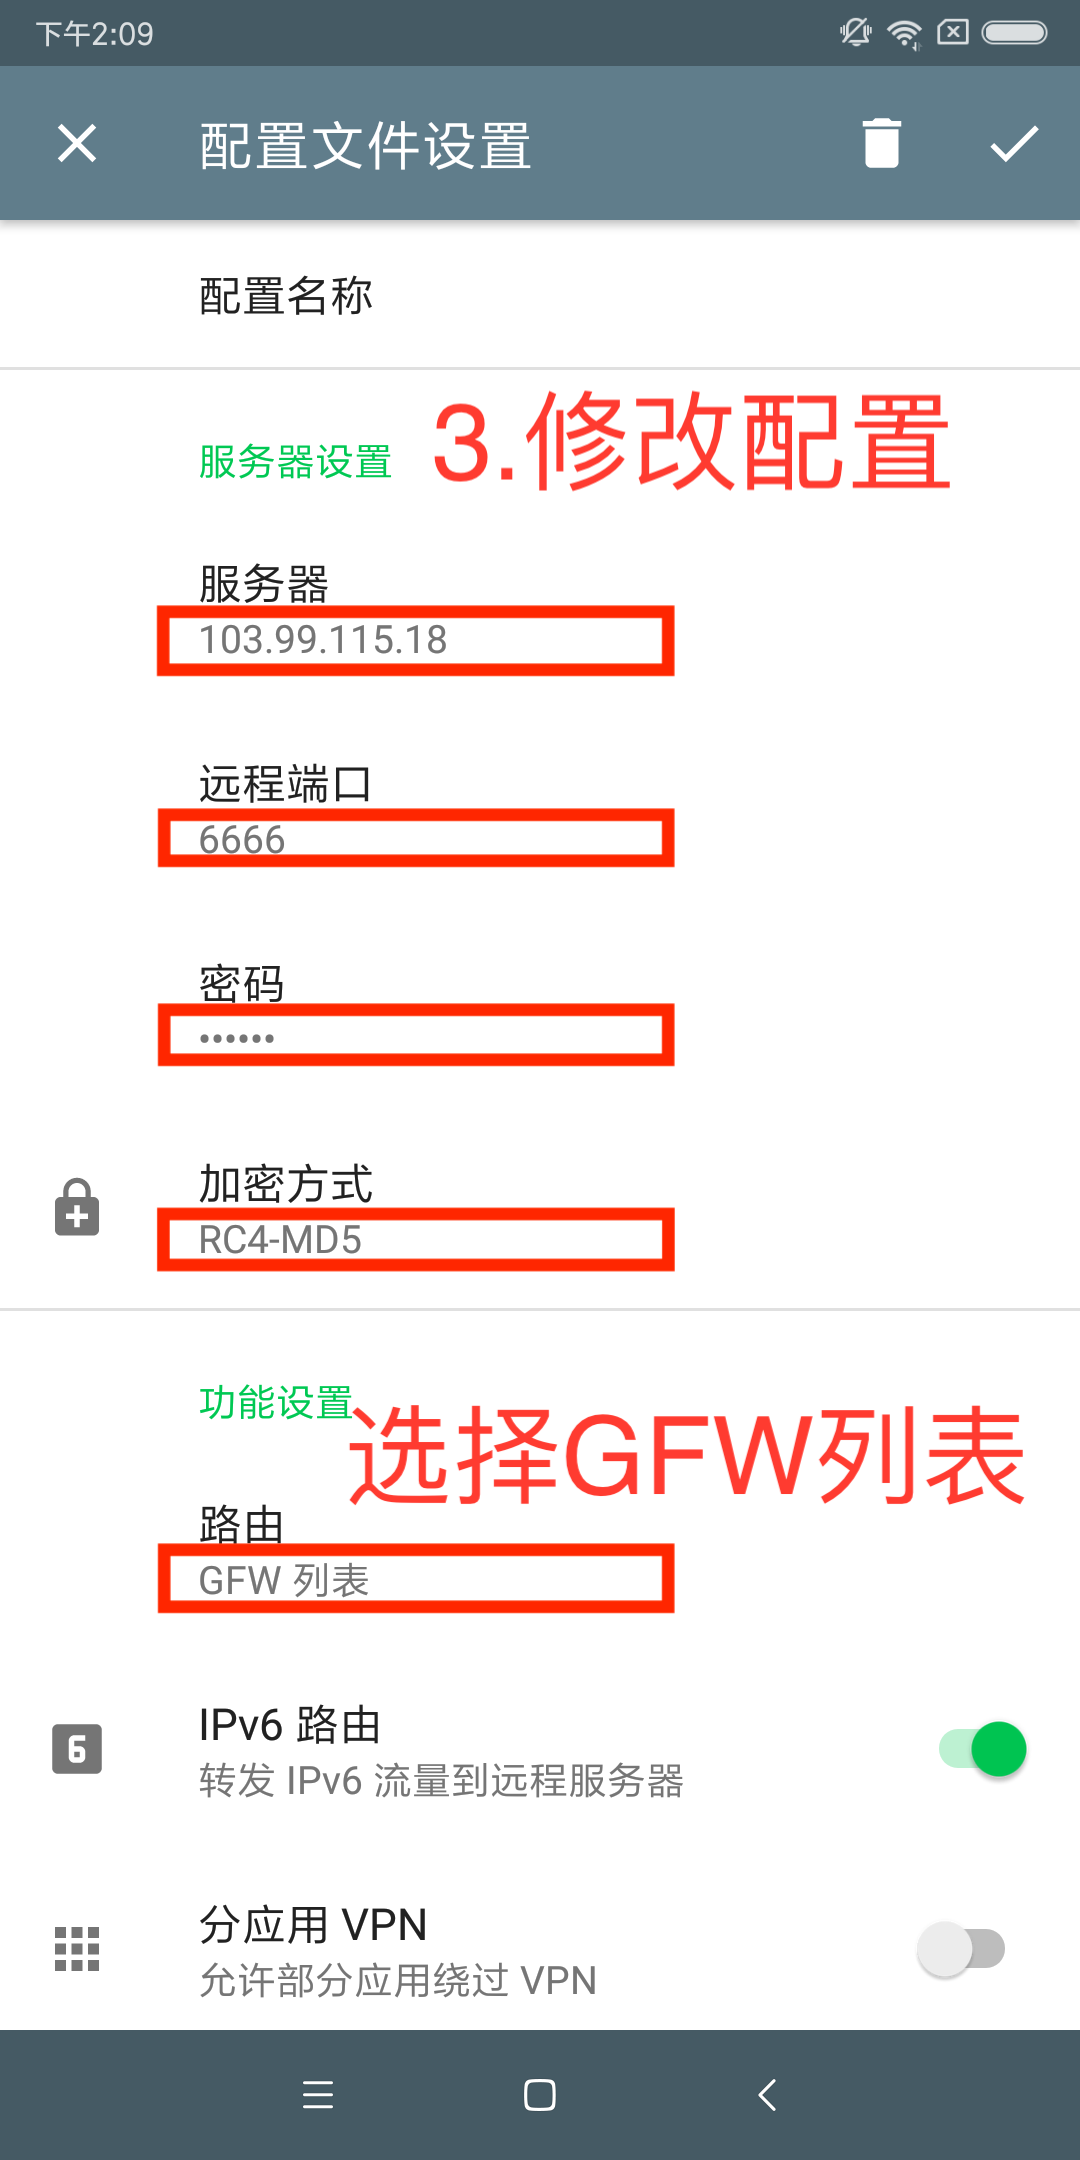 下午2:09
配置文件设置
配置名称
服务器设置
3.修改配置
服务器
103.99.115.18
远程端口
6666
密码
••••••
加密方式
RC4-MD5
功能设置
选择GFW列表
路由
GFW 列表
6
IPv6 路由
转发 IPv6 流量到远程服务器
分应用 VPN
允许部分应用绕过 VPN